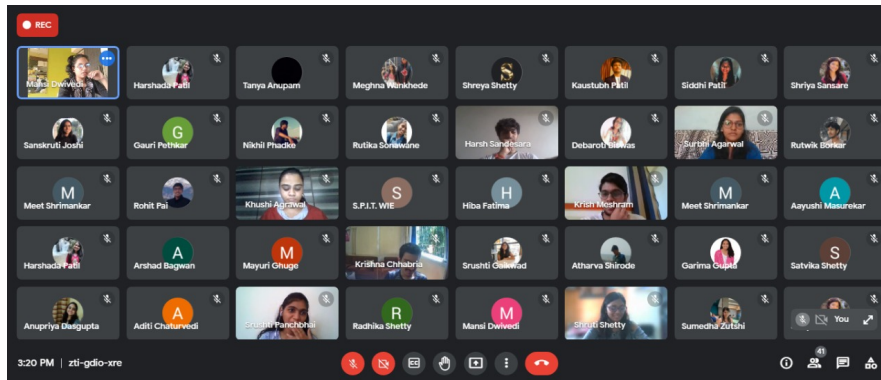 REC
Mansi Dwivedi
Harshada Patil
Tanya Anupam
Meghna Wankhede
Shreya Shetty
Kaustubh Patil
Siddhi Patil
Shriya Sansare
Sanskruti Joshi
G
Gauri Pethkar
Nikhil Phadke
Rutika Sonawane
Harsh Sandesara
Debaroti Biswas
Surbhi Agarwal
Rutwik Borkar
M
Meet Shrimankar
Rohit Pai
Khushi Agrawal
S
S.P.I.T. WIE
H
Hiba Fatima
Krish Meshram
M
Meet Shrimankar
A
Aayushi Masurekar
Harshada Patil
A
Arshad Bagwan
M
Mayuri Ghuge
Krishna Chhabria
Srushti Gaikwad
Atharva Shirode
Garima Gupta
S
Satvika Shetty
Anupriya Dasgupta
A
Aditi Chaturvedi
Srushti Panchbhai
R
Radhika Shetty
M
Mansi Dwivedi
Shruti Shetty
Sumedha Zutshi
You
3:20 PM | zti-gdio-xre
CC
41